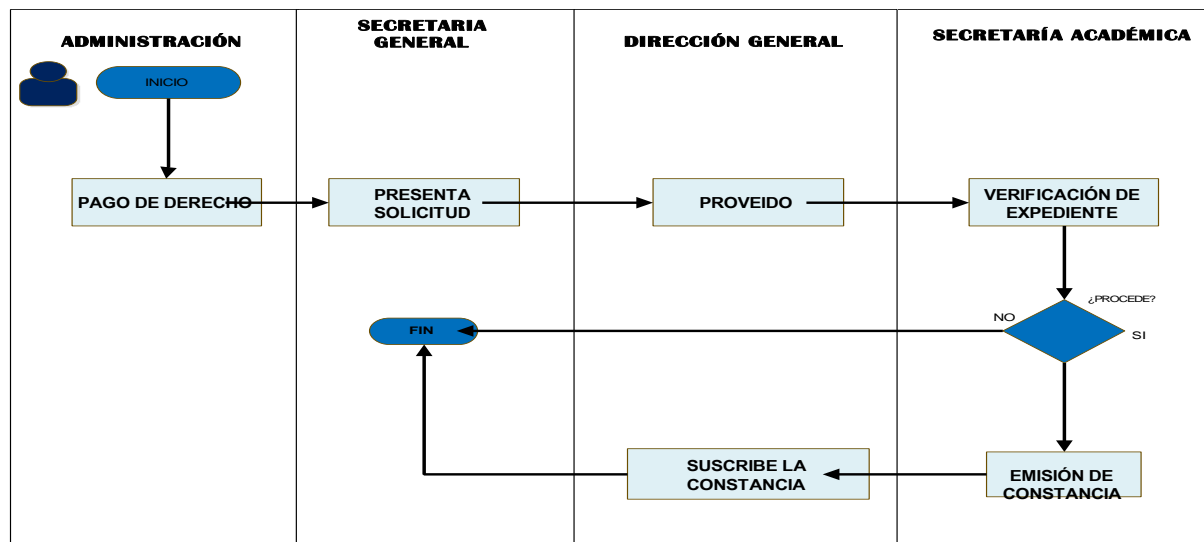 ADMINISTRACIÓN
SECRETARIA
GENERAL
DIRECCIÓN GENERAL
SECRETARÍA ACADÉMICA
INICIO
PAGO DE DERECHO
PRESENTA
SOLICITUD
PROVEIDO
VERIFICACIÓN DE
EXPEDIENTE
¿PROCEDE?
NO
SI
FIN
SUSCRIBE LA
CONSTANCIA
EMISIÓN DE
CONSTANCIA